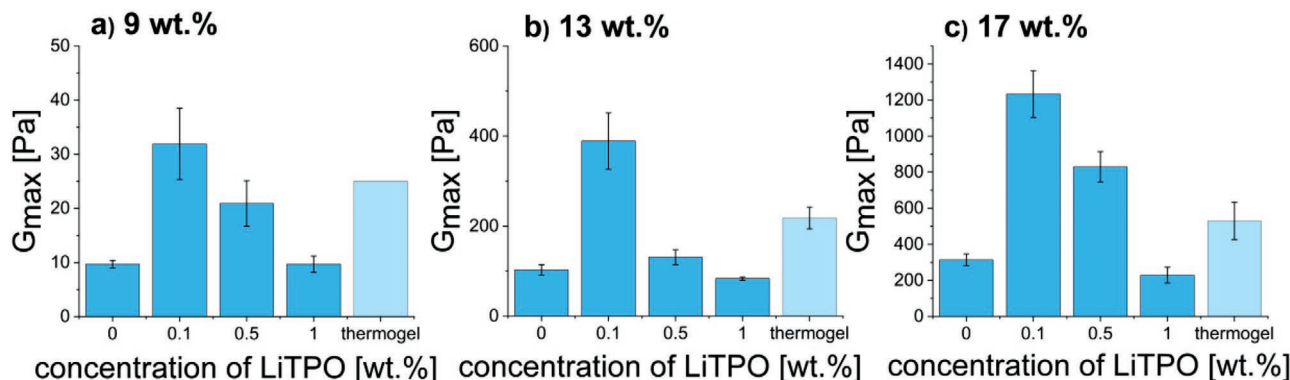 a) 9 wt.%
50
40
30
20
10
0
Gmax [Pa]
0 0.1 0.5 1 thermogel
concentration of LiTPO [wt.%]
b) 13 wt.%
600
400
200
0
Gmax [Pa]
0 0.1 0.5 1 thermogel
concentration of LiTPO [wt.%]
c) 17 wt.%
1400
1200
1000
800
600
400
200
0
Gmax [Pa]
0 0.1 0.5 1 thermogel
concentration of LiTPO [wt.%]